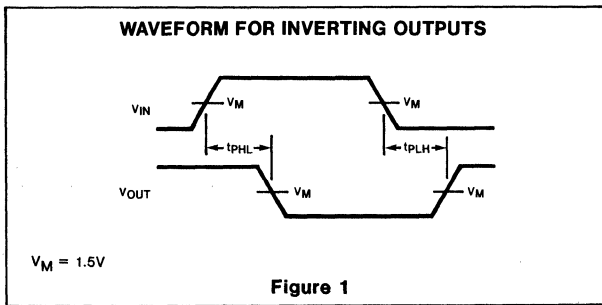 WAVEFORM FOR INVERTING OUTPUTS
VIN
VM
VM
tPHL
tPLH
VOUT
VM
VM
VM = 1.5V
Figure 1